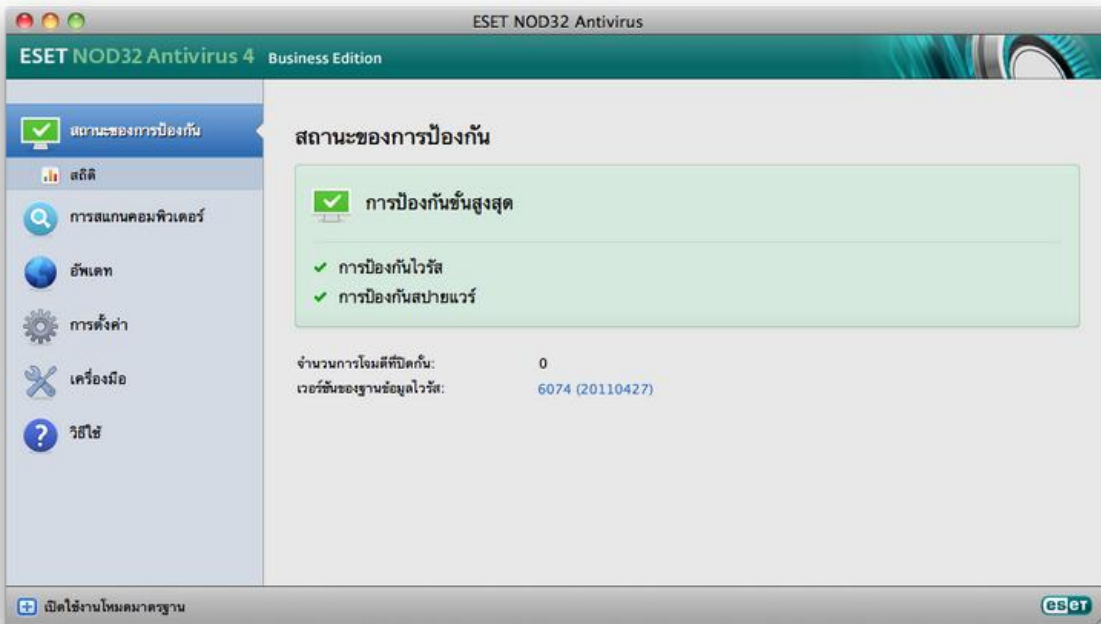 ESET NOD32 Antivirus
ESET NOD32 Antivirus 4 Business Edition
สถานะของการป้องกัน
สถิติ
การสแกนคอมพิวเตอร์
อัพเดท
การตั้งค่า
เครื่องมือ
วิธีใช้
สถานะของการป้องกัน
การป้องกันขั้นสูงสุด
การป้องกันไวรัส
การป้องกันสปายแวร์
จำนวนการโจมตีที่ปิดกั้น: 0
เวอร์ชันของฐานข้อมูลไวรัส: 6074 (20110427)
เปิดใช้งานโหมดมาตรฐาน
eset